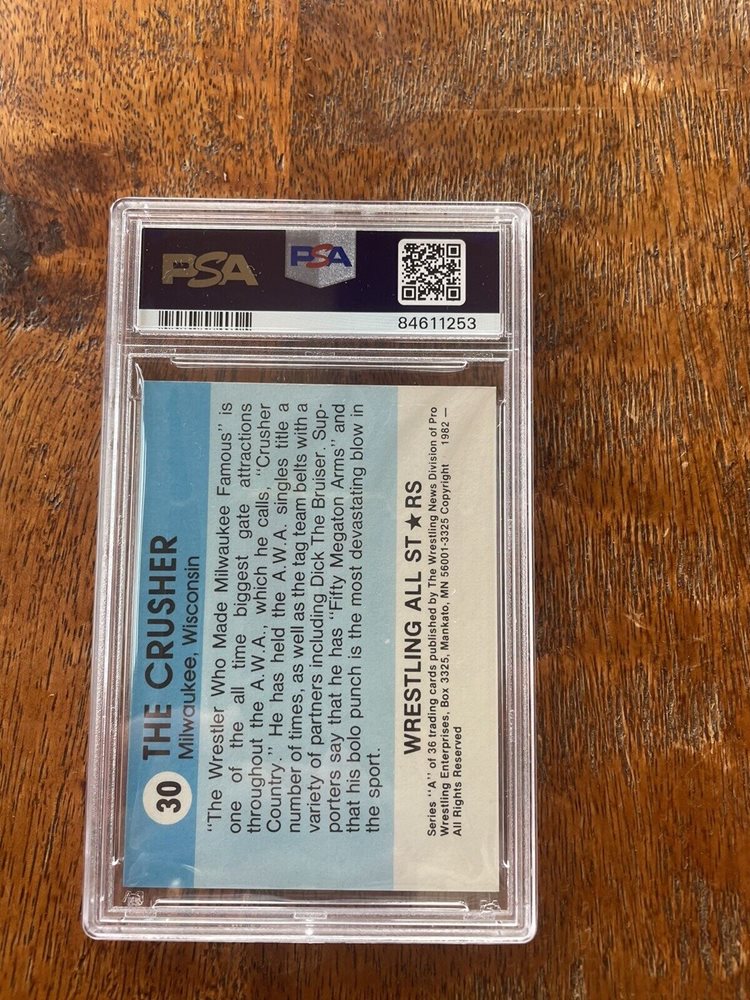 PSA
PSA
84611253
30 THE CRUSHER
Milwaukee, Wisconsin
"The Wrestler Who Made Milwaukee Famous" is
one of the all time biggest gate attractions
throughout the A.W.A., which he calls, "Crusher
Country." He has held the A.W.A. singles title a
number of times, as well as the tag team belts with a
variety of partners including Dick The Bruiser. Sup-
porters say that he has "Fifty Megaton Arms" and
that his bolo punch is the most devastating blow in
the sport.
WRESTLING ALL ST★RS
Series "A" of 36 trading cards published by The Wrestling News Division of Pro
Wrestling Enterprises, Box 3325, Mankato, MN 56001-3325 Copyright 1982 —
All Rights Reserved